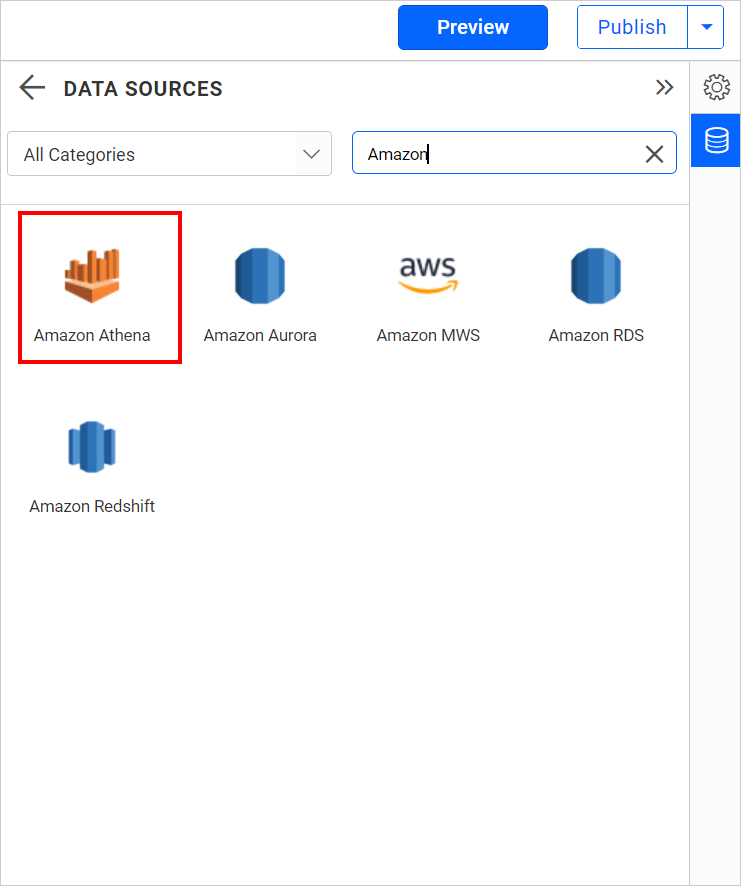 Preview Publish
DATA SOURCES
All Categories Amazon
aws
Amazon Athena Amazon Aurora Amazon MWS Amazon RDS
Amazon Redshift